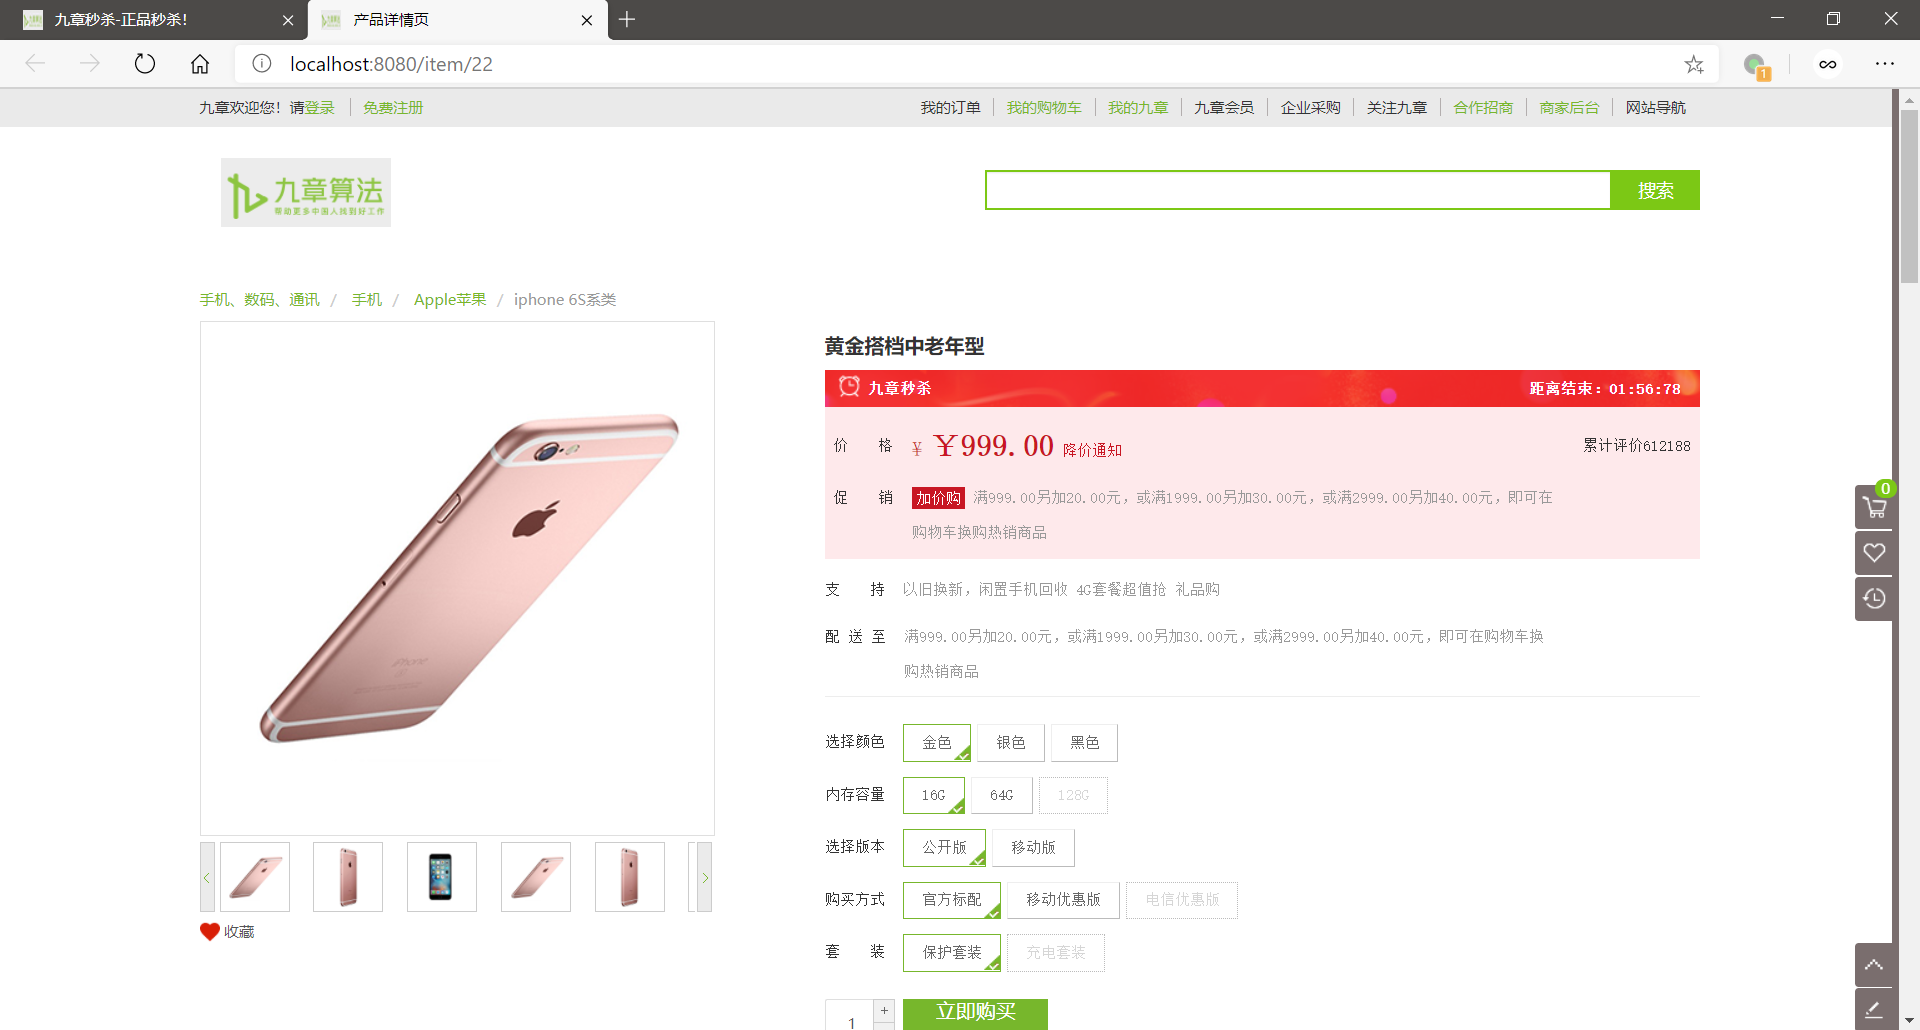 九章秒杀-正品秒杀!
产品详情页
localhost:8080/item/22
1
九章欢迎您！请登录 免费注册
我的订单 我的购物车 我的九章 九章会员 企业采购 关注九章 合作招商 商家后台 网站导航
九章算法
帮助更多中国人找到好工作
搜索
手机、数码、通讯 / 手机 / Apple苹果 / iphone 6S系类
黄金搭档中老年型
九章秒杀
距离结束：01:56:78
价 格 ¥ ￥999.00 降价通知
累计评价612188
促 销 加价购 满999.00另加20.00元，或满1999.00另加30.00元，或满2999.00另加40.00元，即可在
购物车换购热销商品
支 持 以旧换新，闲置手机回收 4G套餐超值抢 礼品购
配 送 至 满999.00另加20.00元，或满1999.00另加30.00元，或满2999.00另加40.00元，即可在购物车换
购热销商品
选择颜色 金色 银色 黑色
内存容量 16G 64G 128G
选择版本 公开版 移动版
购买方式 官方标配 移动优惠版 电信优惠版
套 装 保护套装 充电套装
1 + 立即购买
iPhone
收藏
0